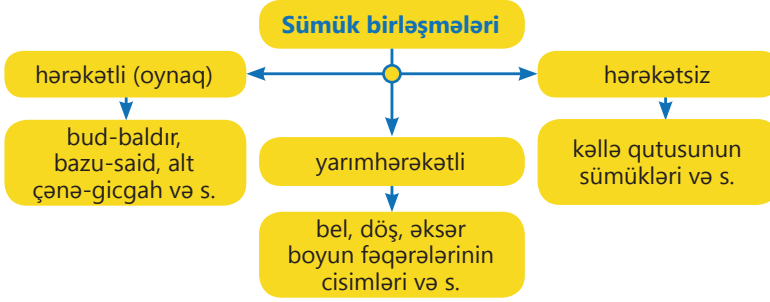 Sümük birləşmələri
hərəkətli (oynaq)
hərəkətsiz
bud-baldır,
bazu-said, alt
çənə-gicgah və s.
yarımhərəkətli
kəllə qutusunun
sümükləri və s.
bel, döş, əksər
boyun fəqərələrinin
cisimləri və s.